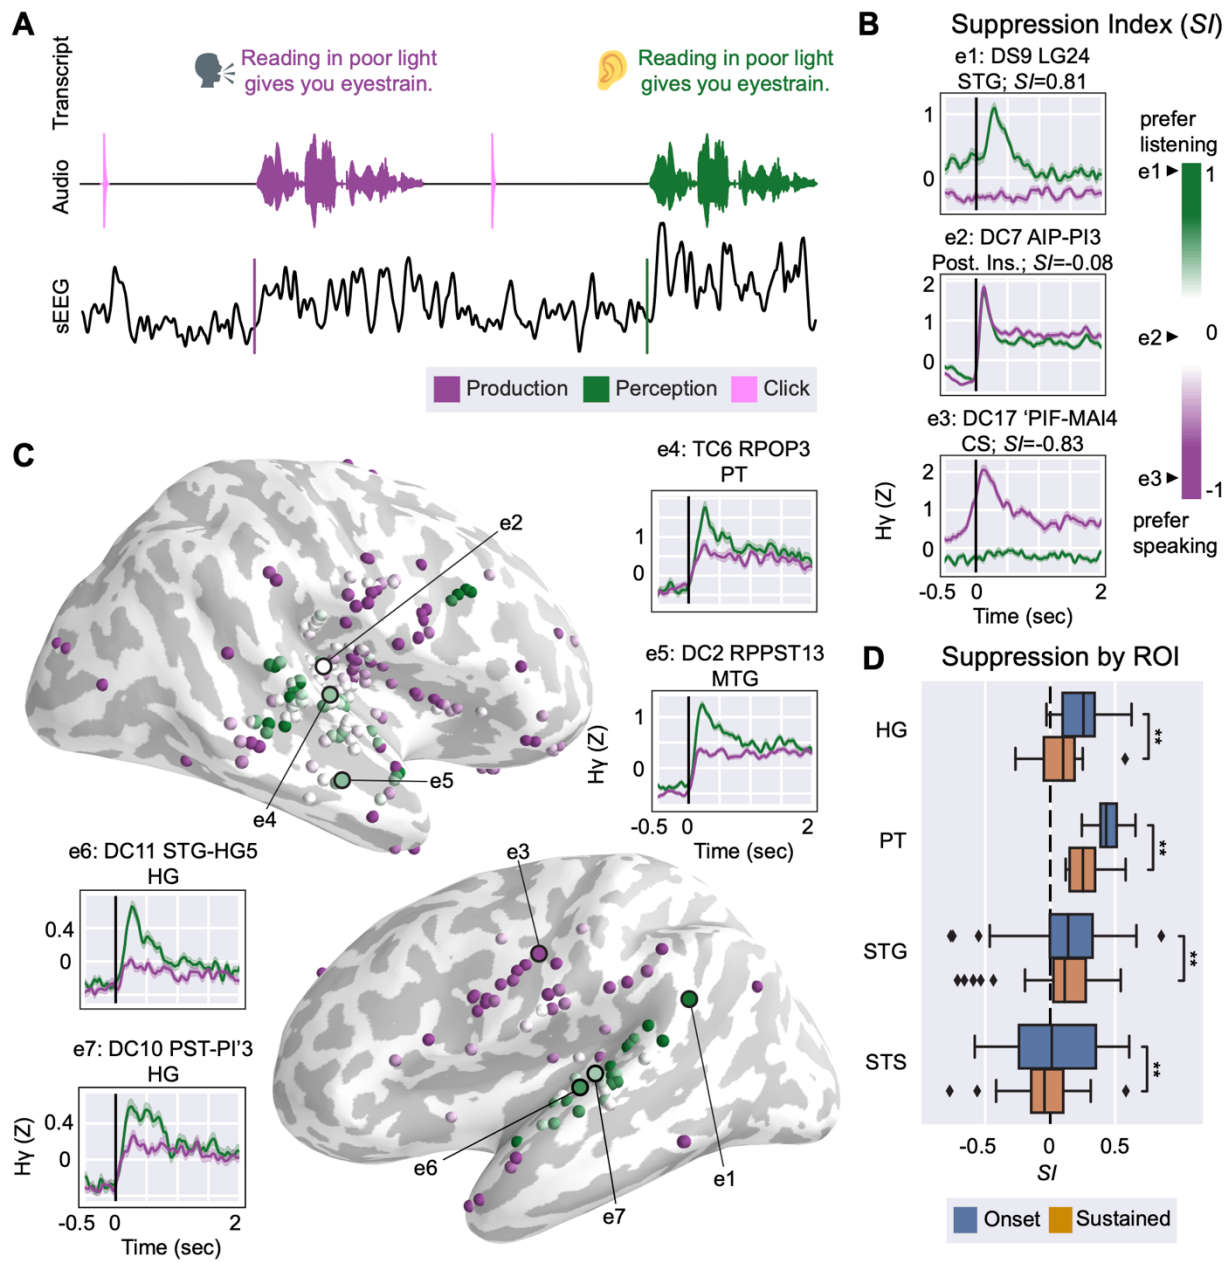 A
Transcript
Reading in poor light
gives you eyestrain.
Reading in poor light
gives you eyestrain.
Audio
sEEG
Production
Perception
Click
B
Suppression Index (SI)
e1: DS9 LG24
STG; SI=0.81
1
0
e2: DC7 AIP-PI3
Post. Ins.; SI=-0.08
2
1
0
e3: DC17 ‘PIF-MAI4
CS; SI=-0.83
2
1
0
Hγ (Z)
-0.5
0
2
Time (sec)
prefer
listening
e1
1
e2
0
e3
-1
prefer
speaking
C
e2
e4
e5
e4: TC6 RPOP3
PT
1
0
e5: DC2 RPPST13
MTG
1
0
Hγ (Z)
-0.5
0
2
Time (sec)
e6: DC11 STG-HG5
HG
0.4
0
e7: DC10 PST-PI’3
HG
0.4
0
Hγ (Z)
-0.5
0
2
Time (sec)
e3
e6
e7
e1
D
Suppression by ROI
HG
**
PT
**
STG
**
STS
**
-0.5
0
0.5
SI
Onset
Sustained